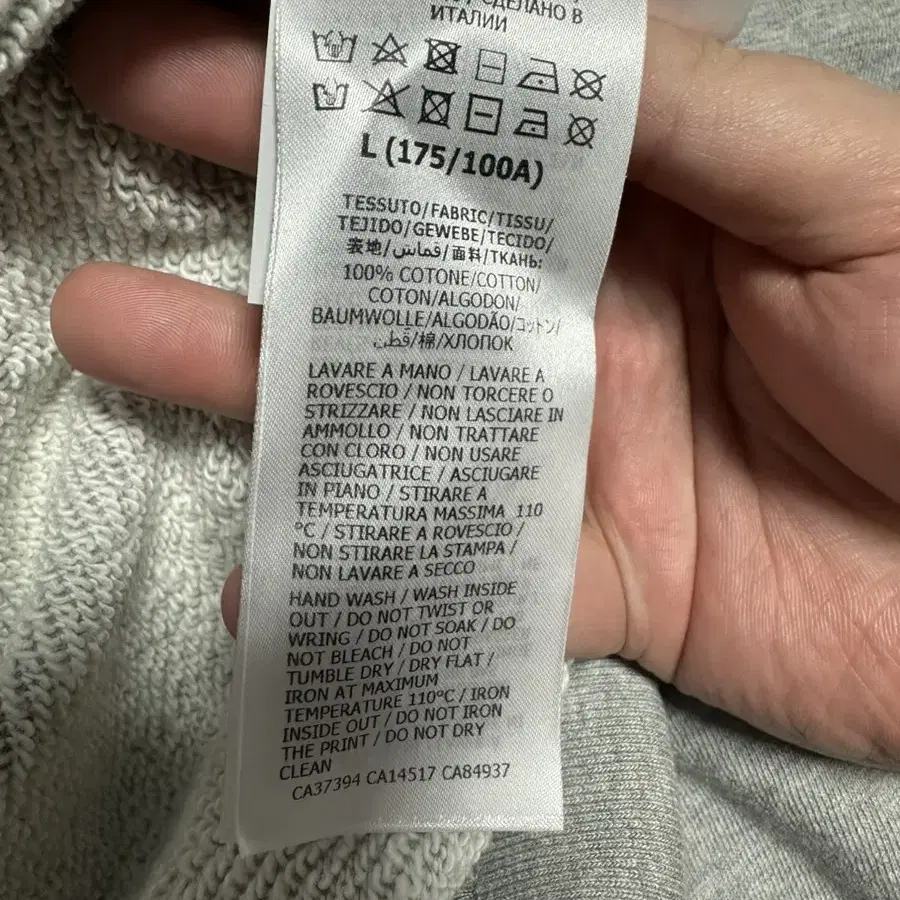 СДЕЛАНО В
ИТАЛИИ
L (175/100A)
TESSUTO/FABRIC/TISSU/
TEJIDO/GEWEBE/TECIDO/
表地/قماش/面料/ТКАНЬ:
100% COTONE/COTTON/
COTON/ALGODON/
BAUMWOLLE/ALGODÃO/コットン/
قطن/棉/ХЛОПОК
LAVARE A MANO / LAVARE A
ROVESCIO / NON TORCERE O
STRIZZARE / NON LASCIARE IN
AMMOLLO / NON TRATTARE
CON CLORO / NON USARE
ASCIUGATRICE / ASCIUGARE
IN PIANO / STIRARE A
TEMPERATURA MASSIMA 110
°C / STIRARE A ROVESCIO /
NON STIRARE LA STAMPA /
NON LAVARE A SECCO
HAND WASH / WASH INSIDE
OUT / DO NOT TWIST OR
WRING / DO NOT SOAK / DO
NOT BLEACH / DO NOT
TUMBLE DRY / DRY FLAT /
IRON AT MAXIMUM
TEMPERATURE 110°C / IRON
INSIDE OUT / DO NOT IRON
THE PRINT / DO NOT DRY
CLEAN
CA37394 CA14517 CA84937